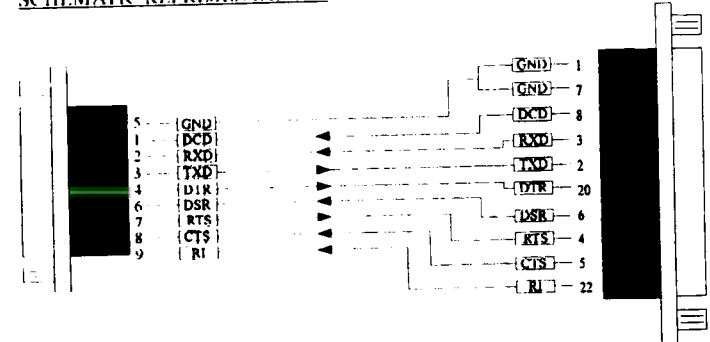 SCHEMATIC
GND 1
GND 7
5 GND
DCD 8
1 DCD
RXD 3
2 RXD
TXD 2
3 TXD
DTR 20
4 DTR
6 DSR
DSR 6
7 RTS
RTS 4
8 CTS
CTS 5
9 RI
RI 22